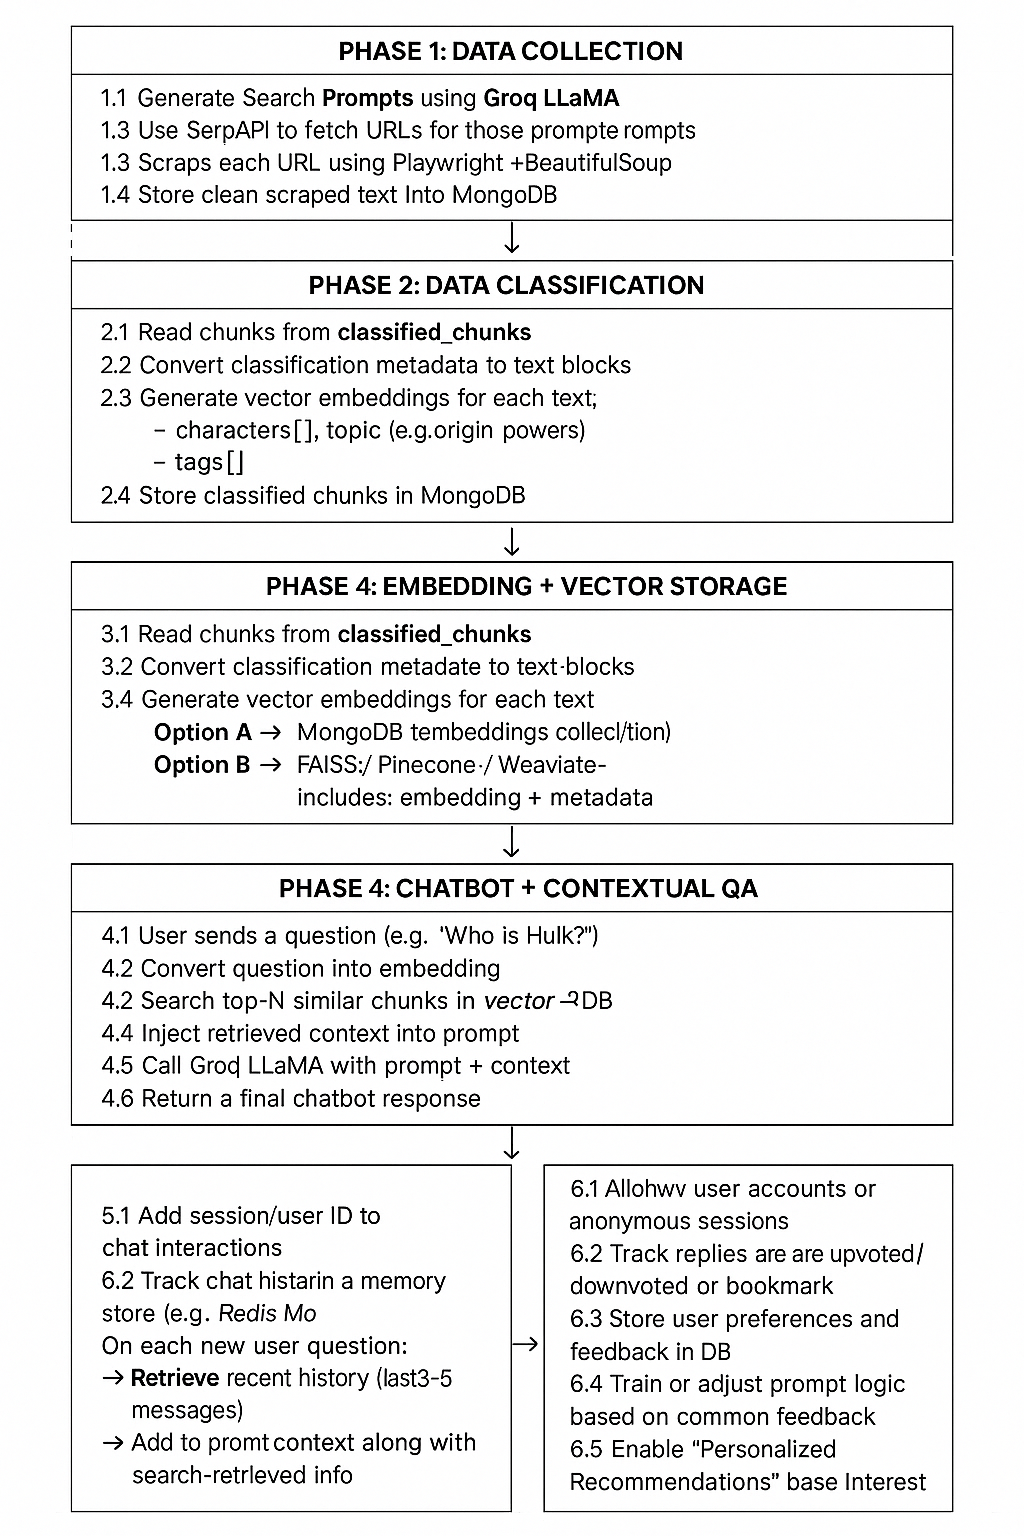 PHASE 1: DATA COLLECTION
1.1 Generate Search Prompts using Groq LLaMA
1.3 Use SerpAPI to fetch URLs for those prompte rompts
1.3 Scraps each URL using Playwright +BeautifulSoup
1.4 Store clean scraped text Into MongoDB
↓
PHASE 2: DATA CLASSIFICATION
2.1 Read chunks from classified_chunks
2.2 Convert classification metadata to text blocks
2.3 Generate vector embeddings for each text;
– characters[], topic (e.g.origin powers)
– tags[]
2.4 Store classified chunks in MongoDB
↓
PHASE 4: EMBEDDING + VECTOR STORAGE
3.1 Read chunks from classified_chunks
3.2 Convert classification metadate to text·blocks
3.4 Generate vector embeddings for each text
Option A → MongoDB tembeddings collecl/tion)
Option B → FAISS:/ Pinecone·/ Weaviate-
includes: embedding + metadata
↓
PHASE 4: CHATBOT + CONTEXTUAL QA
4.1 User sends a question (e.g. 'Who is Hulk?")
4.2 Convert question into embedding
4.2 Search top-N similar chunks in vector DB
4.4 Inject retrieved context into prompt
4.5 Call Groq LLaMA with prompt + context
4.6 Return a final chatbot response
↓
5.1 Add session/user ID to
chat interactions
6.2 Track chat histarin a memory
store (e.g. Redis Mo
On each new user question:
→ Retrieve recent history (last3-5
messages)
→ Add to promt context along with
search-retrleved info
→
6.1 Allohwv user accounts or
anonymous sessions
6.2 Track replies are are upvoted/
downvoted or bookmark
6.3 Store user preferences and
feedback in DB
6.4 Train or adjust prompt logic
based on common feedback
6.5 Enable “Personalized
Recommendations” base Interest